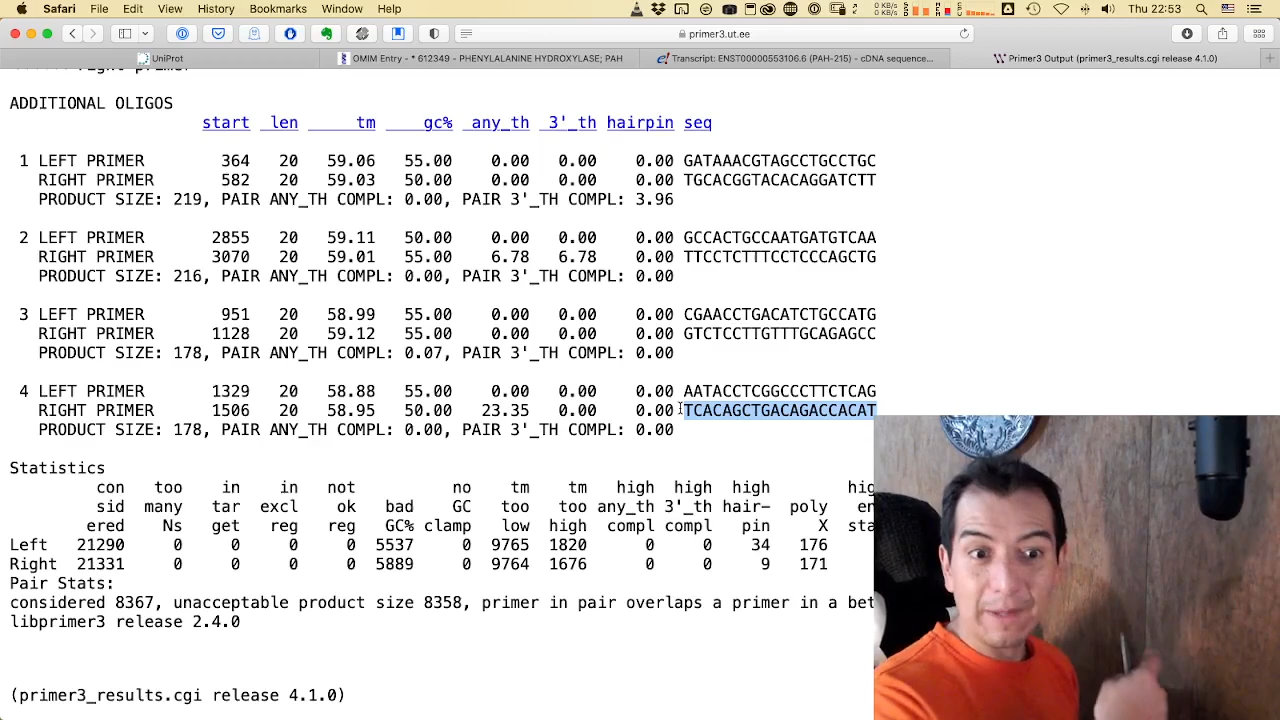 Safari File Edit View History Bookmarks Window Help 0 KB/s 0 KB/s Thu 22:53
primer3.ut.ee
UniProt OMIM Entry - * 612349 - PHENYLALANINE HYDROXYLASE; PAH Transcript: ENST00000553106.6 (PAH-215) - cDNA sequence... Primer3 Output (primer3_results.cgi release 4.1.0)
ADDITIONAL OLIGOS
start len tm gc% any_th 3'_th hairpin seq
1 LEFT PRIMER 364 20 59.06 55.00 0.00 0.00 0.00 GATAAACGTAGCCTGCCTGC
RIGHT PRIMER 582 20 59.03 50.00 0.00 0.00 0.00 TGCACGGTACACAGGATCTT
PRODUCT SIZE: 219, PAIR ANY_TH COMPL: 0.00, PAIR 3'_TH COMPL: 3.96
2 LEFT PRIMER 2855 20 59.11 50.00 0.00 0.00 0.00 GCCACTGCCAATGATGTCAA
RIGHT PRIMER 3070 20 59.01 55.00 6.78 6.78 0.00 TTCCTCTTTCCTCCCAGCTG
PRODUCT SIZE: 216, PAIR ANY_TH COMPL: 0.00, PAIR 3'_TH COMPL: 0.00
3 LEFT PRIMER 951 20 58.99 55.00 0.00 0.00 0.00 CGAACCTGACATCTGCCATG
RIGHT PRIMER 1128 20 59.12 55.00 0.00 0.00 0.00 GTCTCCTTGTTTGCAGAGCC
PRODUCT SIZE: 178, PAIR ANY_TH COMPL: 0.07, PAIR 3'_TH COMPL: 0.00
4 LEFT PRIMER 1329 20 58.88 55.00 0.00 0.00 0.00 AATACCTCGGCCCTTCTCAG
RIGHT PRIMER 1506 20 58.95 50.00 23.35 0.00 0.00 TCACAGCTGACAGACCACAT
PRODUCT SIZE: 178, PAIR ANY_TH COMPL: 0.00, PAIR 3'_TH COMPL: 0.00
Statistics
con too in in not no tm tm high high high hig
sid many tar excl ok bad GC too too any_th 3'_th hair- poly en
ered Ns get reg reg GC% clamp low high compl compl pin X sta
Left 21290 0 0 0 0 5537 0 9765 1820 0 0 34 176
Right 21331 0 0 0 0 5889 0 9764 1676 0 0 9 171
Pair Stats:
considered 8367, unacceptable product size 8358, primer in pair overlaps a primer in a bet
libprimer3 release 2.4.0
(primer3_results.cgi release 4.1.0)